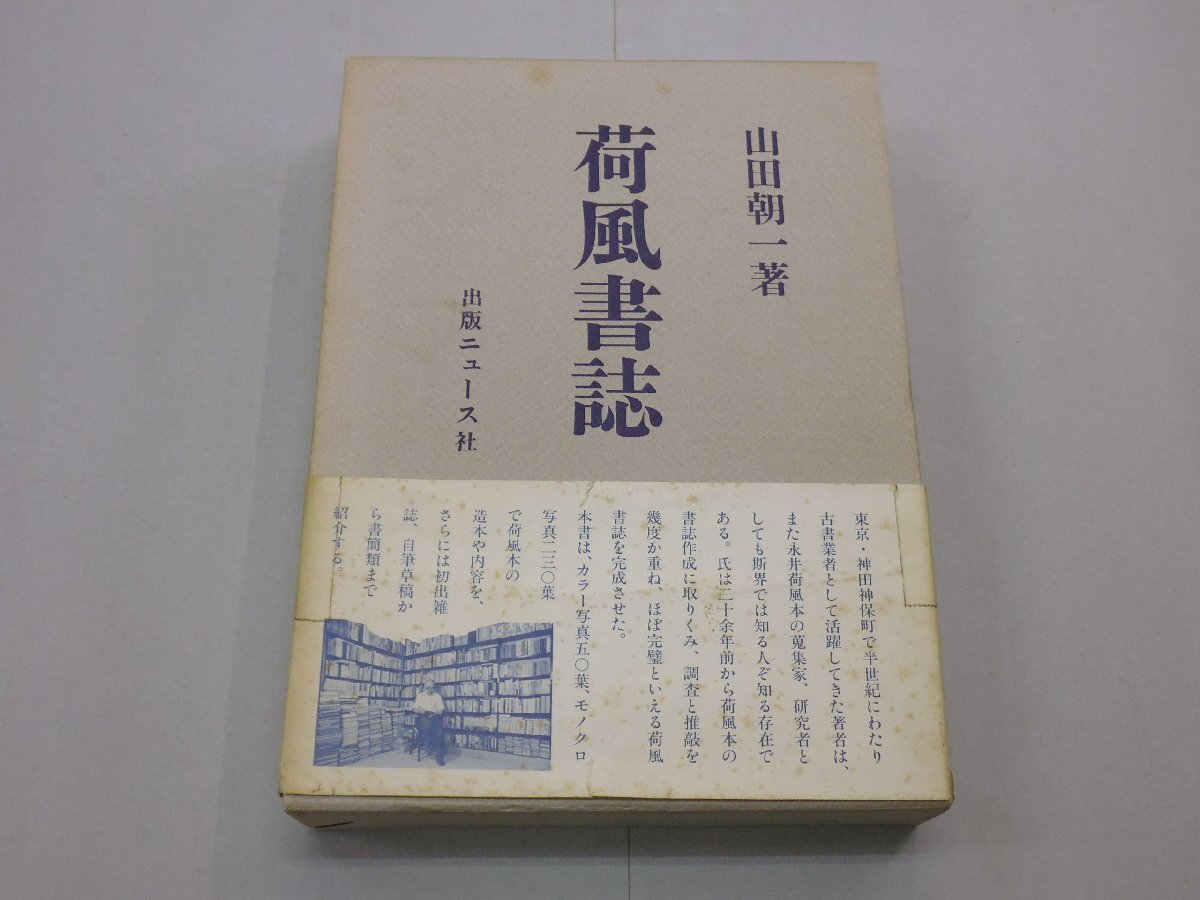 山田朝一著
荷風書誌
出版ニュース社
東京・神田神保町で半世紀にわたり
古書業者として活躍してきた著者は、
また永井荷風本の蒐集家、研究者と
しても斯界では知る人ぞ知る存在で
ある。氏は二十余年前から荷風本の
書誌作成に取りくみ、調査と推敲を
幾度か重ね、ほぼ完璧といえる荷風
書誌を完成させた。
本書は、カラー写真五〇葉、モノクロ
写真二三〇葉
で荷風本の
造本や内容を、
さらには初出雑
誌、自筆草稿か
ら書簡類まで
紹介する。